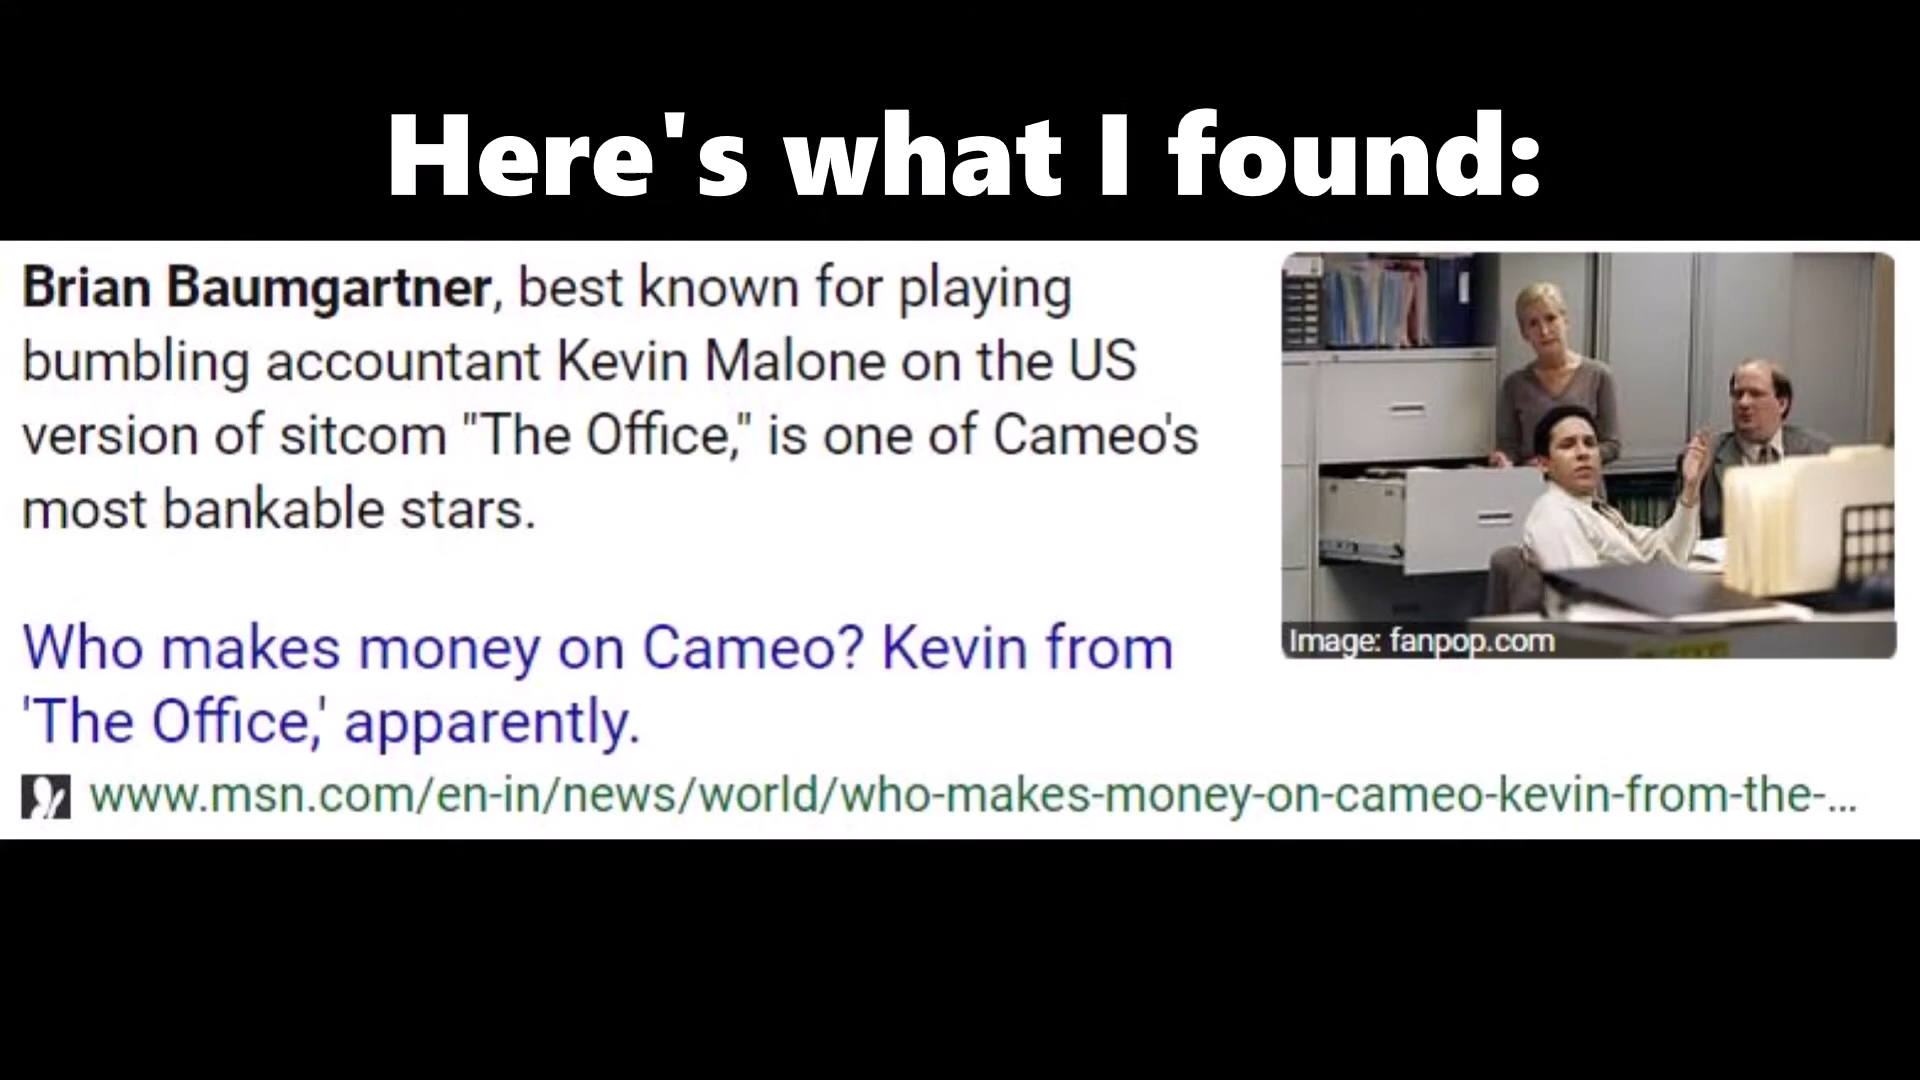 Here's what I found:
Brian Baumgartner, best known for playing
bumbling accountant Kevin Malone on the US
version of sitcom "The Office," is one of Cameo's
most bankable stars.
Image: fanpop.com
Who makes money on Cameo? Kevin from
'The Office,' apparently.
www.msn.com/en-in/news/world/who-makes-money-on-cameo-kevin-from-the-...